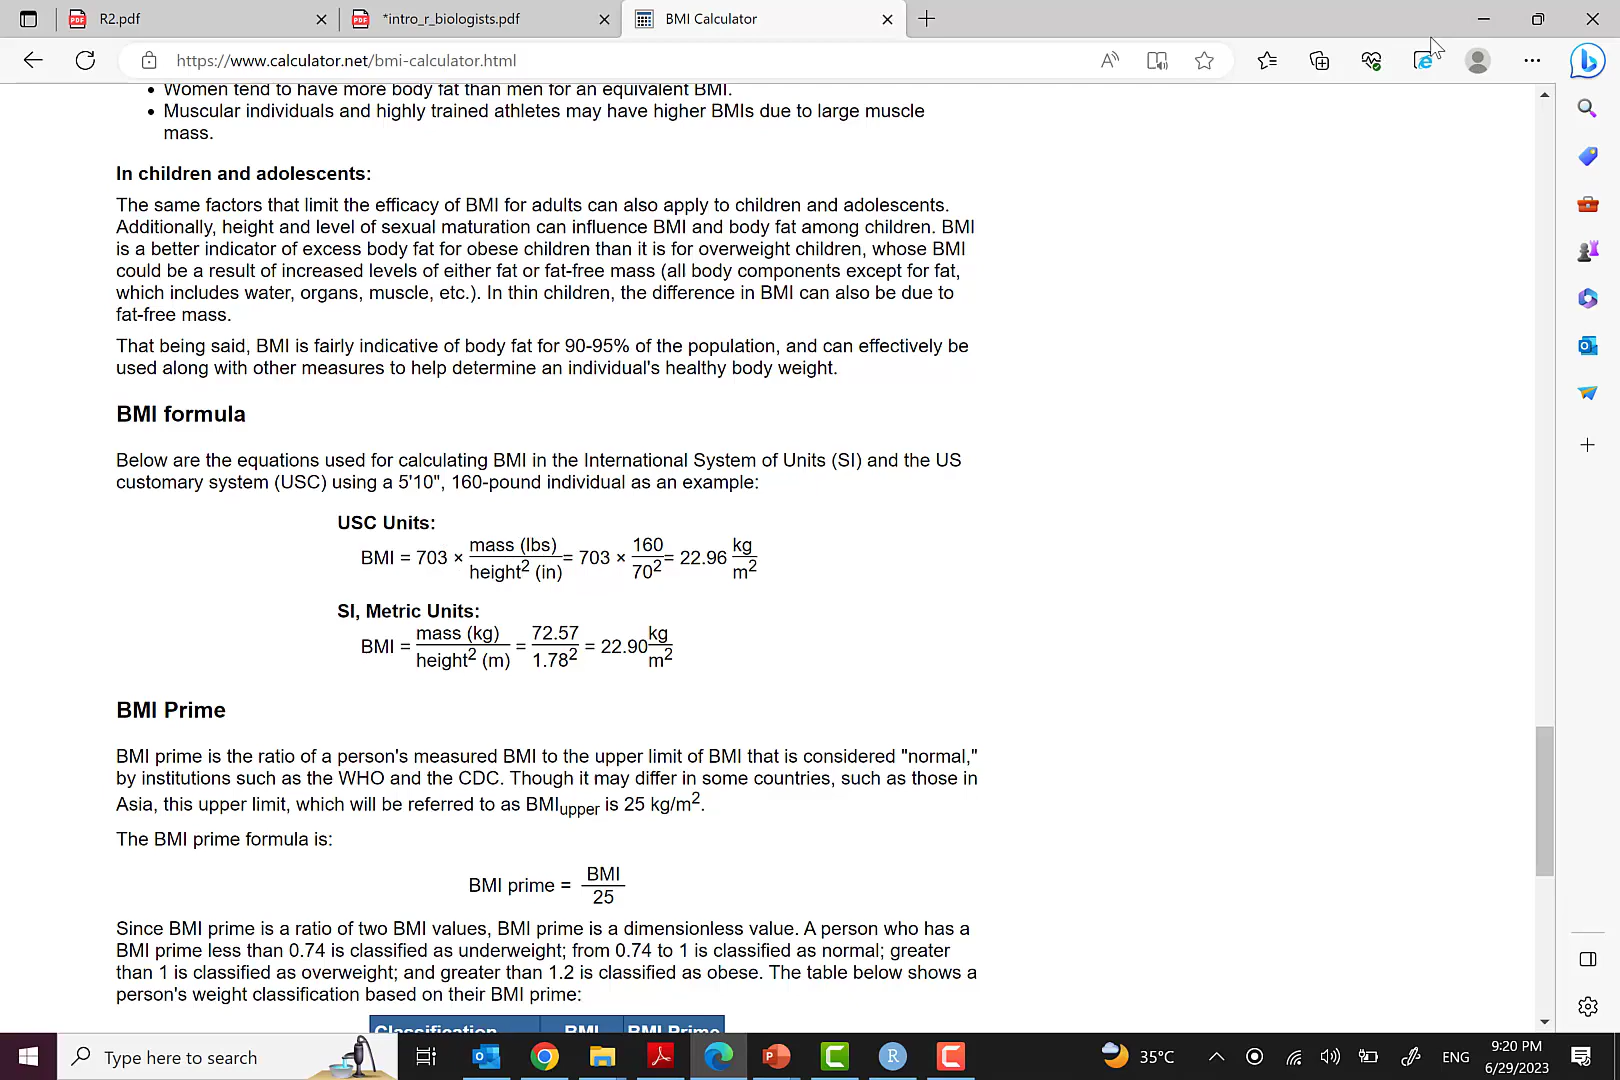 R2.pdf
*intro_r_biologists.pdf
BMI Calculator
https://www.calculator.net/bmi-calculator.html
Women tend to have more body fat than men for an equivalent BMI.
Muscular individuals and highly trained athletes may have higher BMIs due to large muscle
mass.
In children and adolescents:
The same factors that limit the efficacy of BMI for adults can also apply to children and adolescents.
Additionally, height and level of sexual maturation can influence BMI and body fat among children. BMI
is a better indicator of excess body fat for obese children than it is for overweight children, whose BMI
could be a result of increased levels of either fat or fat-free mass (all body components except for fat,
which includes water, organs, muscle, etc.). In thin children, the difference in BMI can also be due to
fat-free mass.
That being said, BMI is fairly indicative of body fat for 90-95% of the population, and can effectively be
used along with other measures to help determine an individual's healthy body weight.
BMI formula
Below are the equations used for calculating BMI in the International System of Units (SI) and the US
customary system (USC) using a 5'10", 160-pound individual as an example:
USC Units:
BMI = 703 × mass (lbs) / height² (in) = 703 × 160 / 70² = 22.96 kg / m²
SI, Metric Units:
BMI = mass (kg) / height² (m) = 72.57 / 1.78² = 22.90 kg / m²
BMI Prime
BMI prime is the ratio of a person's measured BMI to the upper limit of BMI that is considered "normal,"
by institutions such as the WHO and the CDC. Though it may differ in some countries, such as those in
Asia, this upper limit, which will be referred to as BMIupper is 25 kg/m².
The BMI prime formula is:
BMI prime = BMI / 25
Since BMI prime is a ratio of two BMI values, BMI prime is a dimensionless value. A person who has a
BMI prime less than 0.74 is classified as underweight; from 0.74 to 1 is classified as normal; greater
than 1 is classified as overweight; and greater than 1.2 is classified as obese. The table below shows a
person's weight classification based on their BMI prime:
Classification BMI BMI Prime
Type here to search
35°C
ENG
9:20 PM
6/29/2023